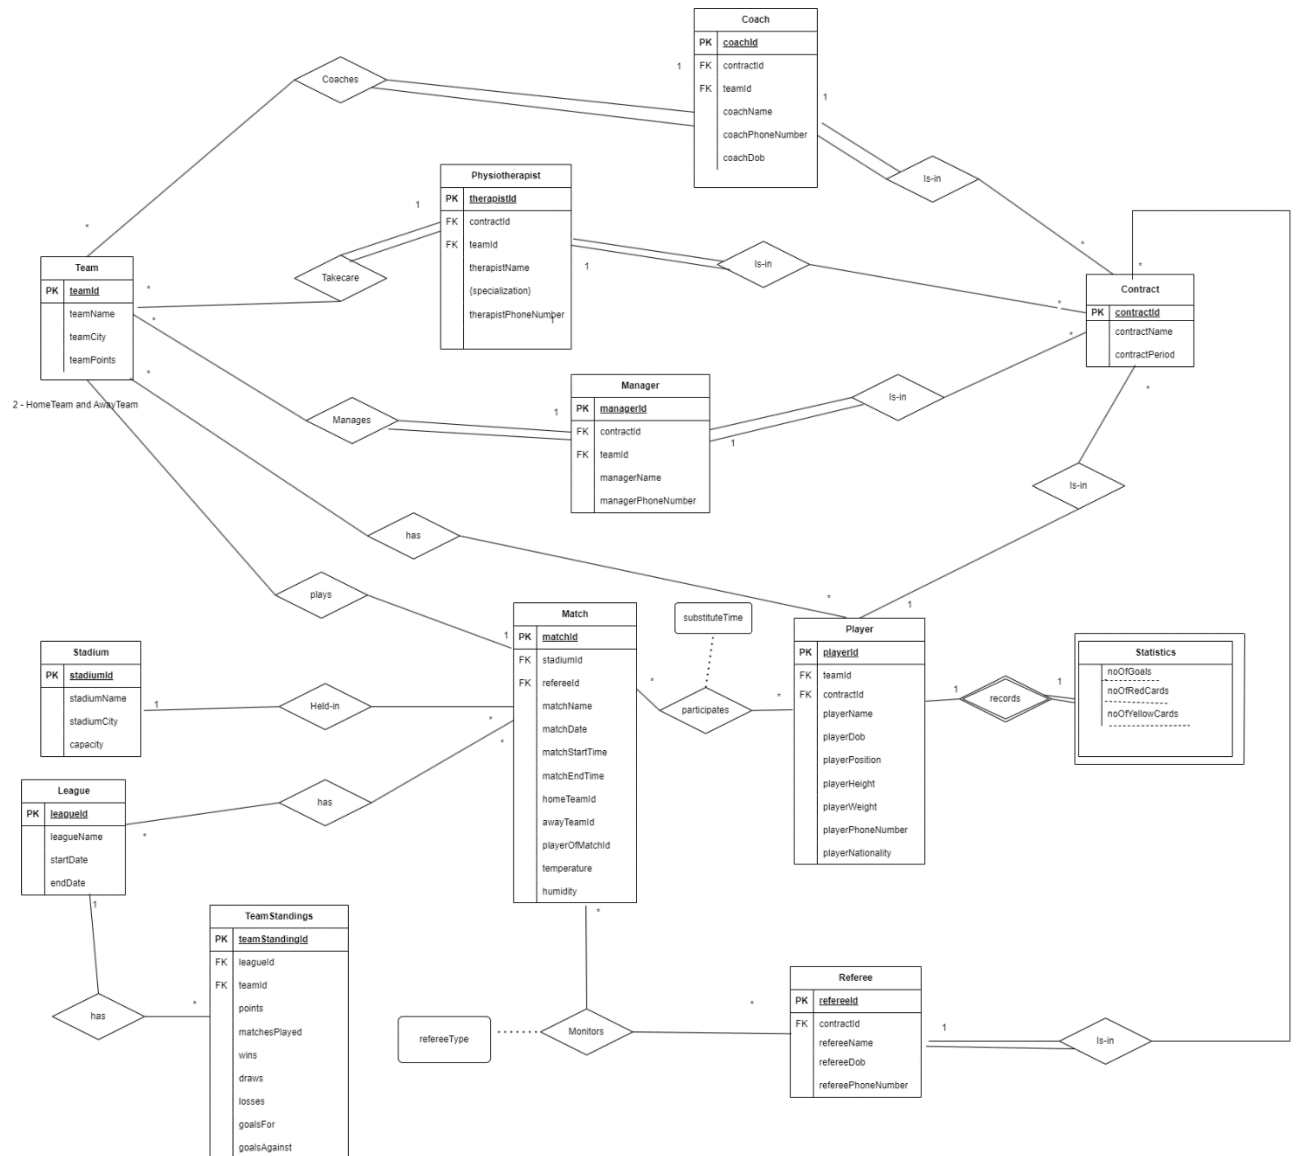 Coach
PK coachId
FK contractId
FK teamId
coachName
coachPhoneNumber
coachDob
1
1
Coaches
Is-in
*
*
Physiotherapist
PK therapistId
FK contractId
FK teamId
therapistName
(specialization)
therapistPhoneNumber
1
1
1
Takecare
Is-in
*
*
Team
PK teamId
teamName
teamCity
teamPoints
*
*
2 - HomeTeam and AwayTeam
Contract
PK contractId
contractName
contractPeriod
*
*
Manager
PK managerId
FK contractId
FK teamId
managerName
managerPhoneNumber
1
1
Manages
Is-in
Is-in
has
*
1
plays
1
substituteTime
Match
PK matchId
FK stadiumId
FK refereeId
matchName
matchDate
matchStartTime
matchEndTime
homeTeamId
awayTeamId
playerOfMatchId
temperature
humidity
*
*
*
*
participates
*
Player
PK playerId
FK teamId
FK contractId
playerName
playerDob
playerPosition
playerHeight
playerWeight
playerPhoneNumber
playerNationality
1
records
1
Statistics
noOfGoals
noOfRedCards
noOfYellowCards
Stadium
PK stadiumId
stadiumName
stadiumCity
capacity
1
Held-in
League
PK leagueId
leagueName
startDate
endDate
*
has
1
TeamStandings
PK teamStandingId
FK leagueId
FK teamId
points
matchesPlayed
wins
draws
losses
goalsFor
goalsAgainst
has
*
refereeType
Monitors
*
Referee
PK refereeId
FK contractId
refereeName
refereeDob
refereePhoneNumber
1
Is-in